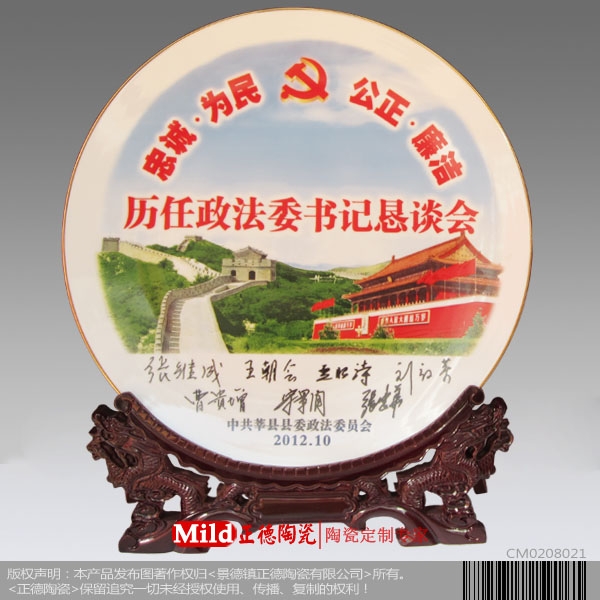 忠诚·为民 公正·廉洁
历任政法委书记恳谈会
王朝会
曹贵增
中共莘县县委政法委员会
2012.10
Mild正德陶瓷|陶瓷定制专家
CM0208021
版权声明：本产品发布图著作权归<景德镇正德陶瓷有限公司>所有。
<正德陶瓷>保留追究一切未经授权使用、传播、复制的权利！